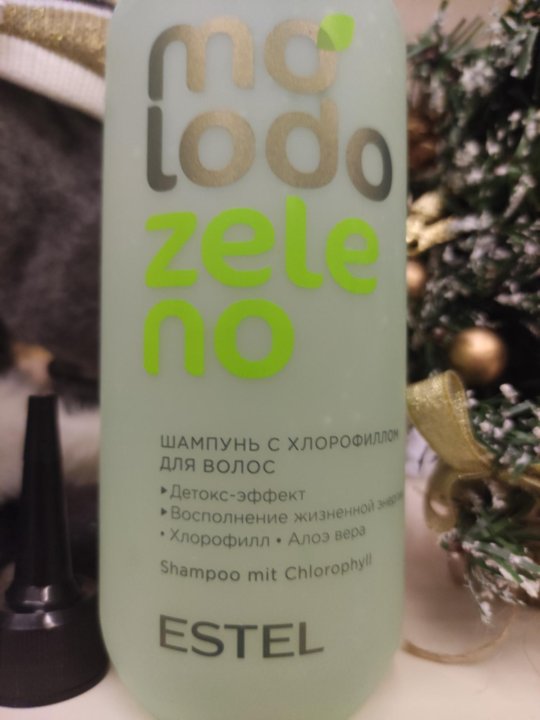 mo
lodo
zele
no
ШАМПУНЬ С ХЛОРОФИЛЛОМ
ДЛЯ ВОЛОС
▸Детокс-эффект
▸Восполнение жизненной
• Хлорофилл • Алоэ вера
Shampoo mit Chlorophyll
ESTEL